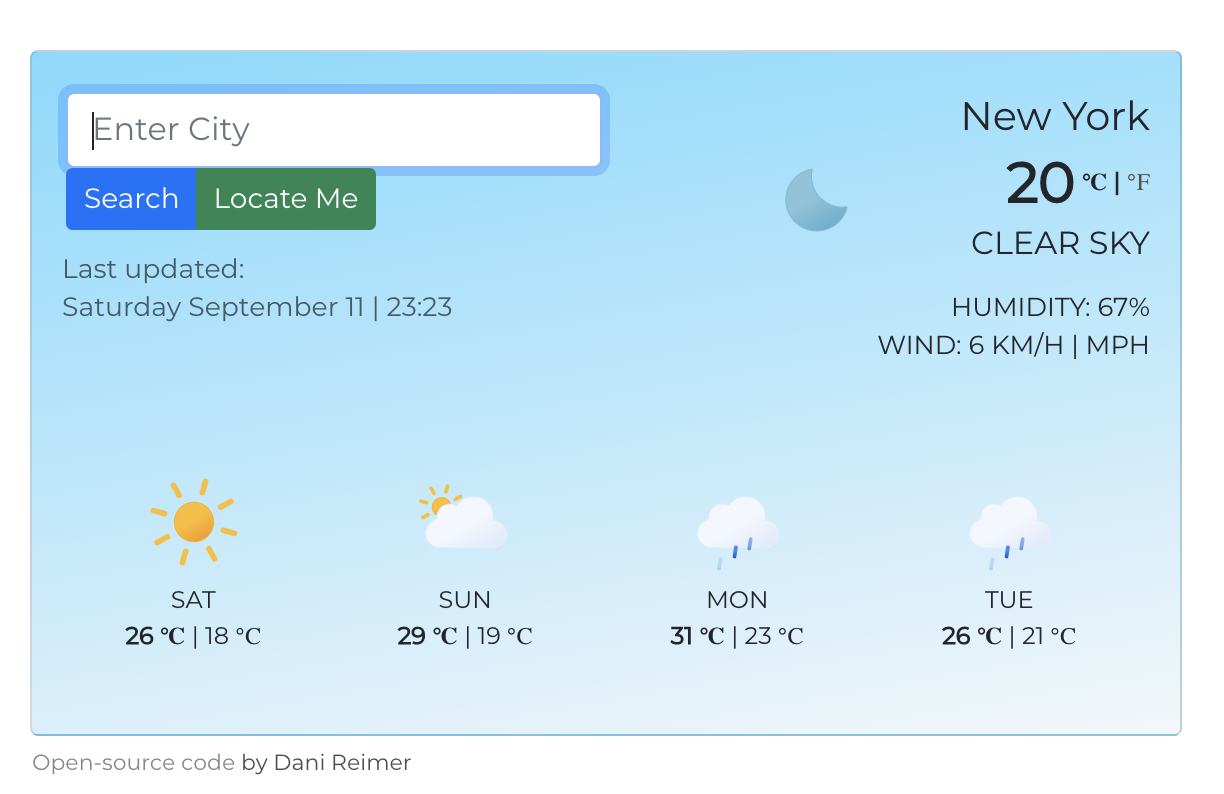 Enter City
Search Locate Me
Last updated:
Saturday September 11 | 23:23
New York
20 °C | °F
CLEAR SKY
HUMIDITY: 67%
WIND: 6 KM/H | MPH
SAT
26 °C | 18 °C
SUN
29 °C | 19 °C
MON
31 °C | 23 °C
TUE
26 °C | 21 °C
Open-source code by Dani Reimer